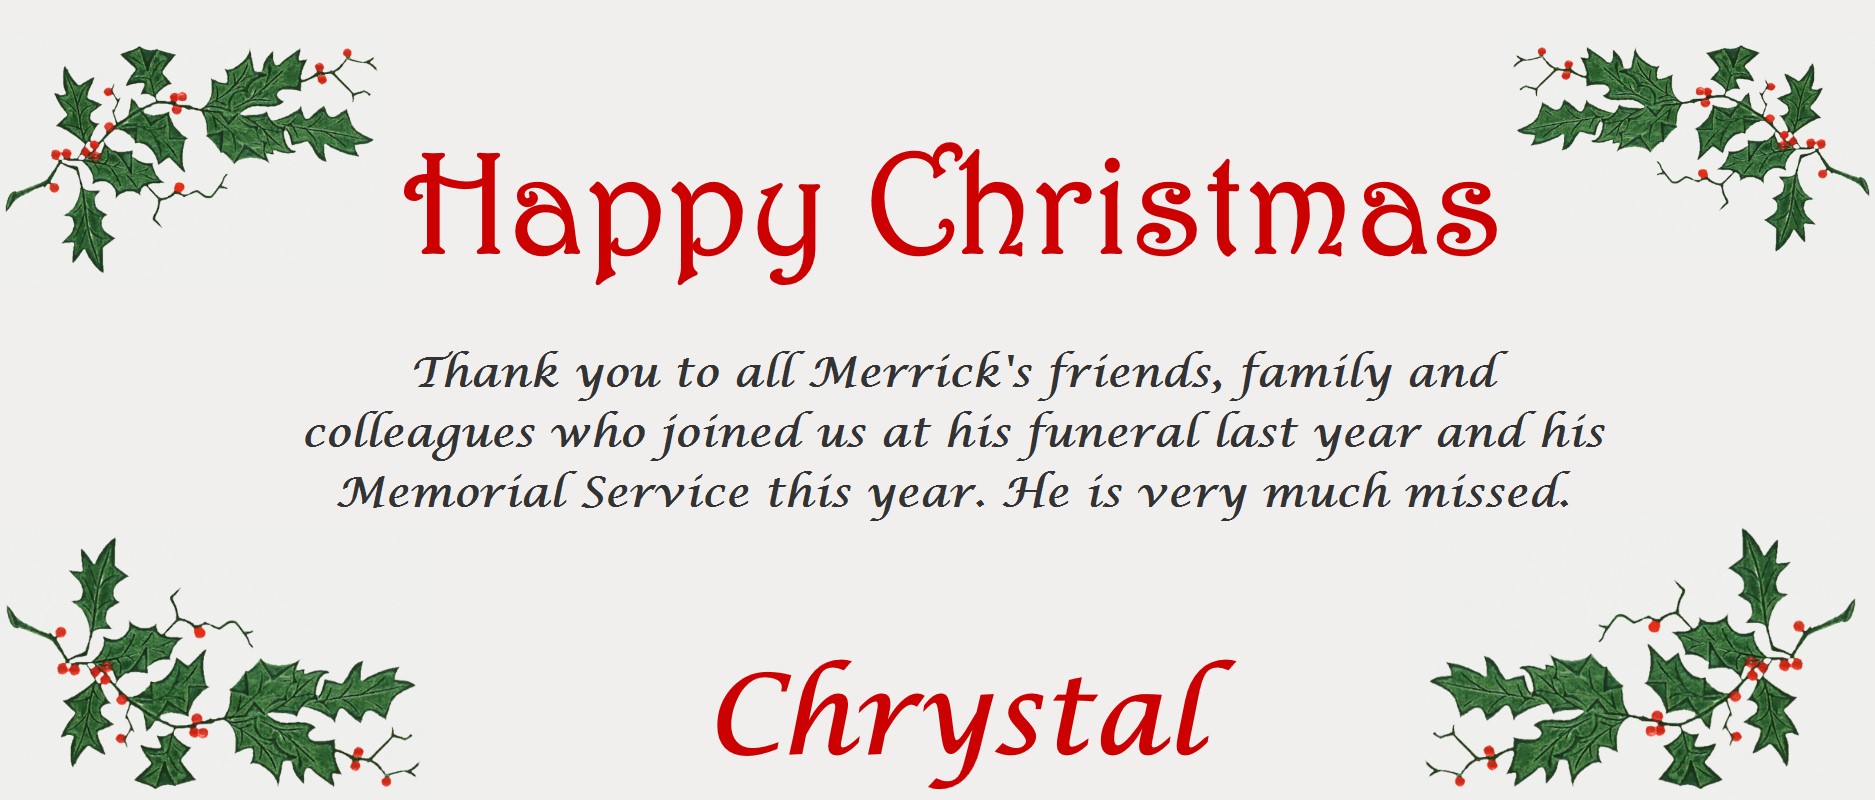 Happy Christmas
Thank you to all Merrick's friends, family and
colleagues who joined us at his funeral last year and his
Memorial Service this year. He is very much missed.
Chrystal